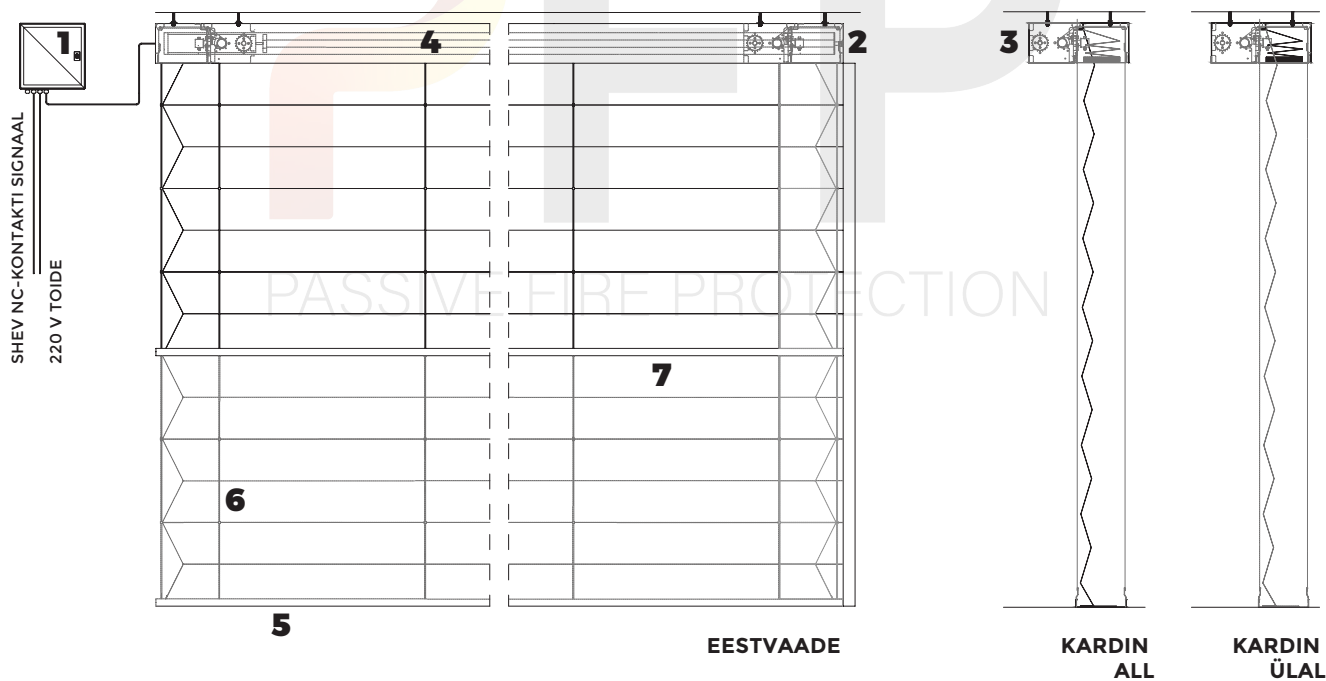 1
2
3
4
SHEV NC-KONTAKTI SIGNAAL
220 V TOIDE
PFP
PASSIVE FIRE PROTECTION
7
6
5
EESTVAADE
KARDIN
ALL
KARDIN
ÜLAL